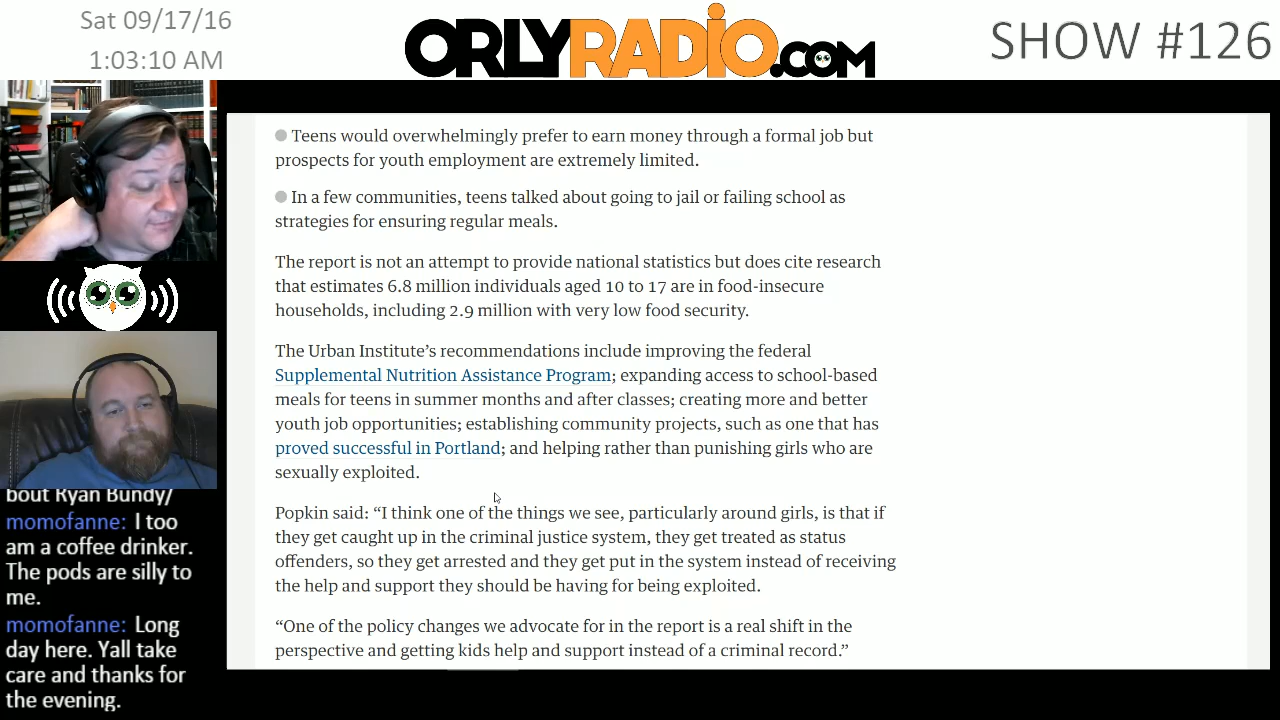 Sat 09/17/16
1:03:10 AM
ORLYRADiO.COM
SHOW #126
Teens would overwhelmingly prefer to earn money through a formal job but
prospects for youth employment are extremely limited.
In a few communities, teens talked about going to jail or failing school as
strategies for ensuring regular meals.
The report is not an attempt to provide national statistics but does cite research
that estimates 6.8 million individuals aged 10 to 17 are in food-insecure
households, including 2.9 million with very low food security.
The Urban Institute’s recommendations include improving the federal
Supplemental Nutrition Assistance Program; expanding access to school-based
meals for teens in summer months and after classes; creating more and better
youth job opportunities; establishing community projects, such as one that has
proved successful in Portland; and helping rather than punishing girls who are
sexually exploited.
Popkin said: “I think one of the things we see, particularly around girls, is that if
they get caught up in the criminal justice system, they get treated as status
offenders, so they get arrested and they get put in the system instead of receiving
the help and support they should be having for being exploited.
“One of the policy changes we advocate for in the report is a real shift in the
perspective and getting kids help and support instead of a criminal record.”
bout Ryan Bundy/
momofanne: I too
am a coffee drinker.
The pods are silly to
me.
momofanne: Long
day here. Yall take
care and thanks for
the evening.